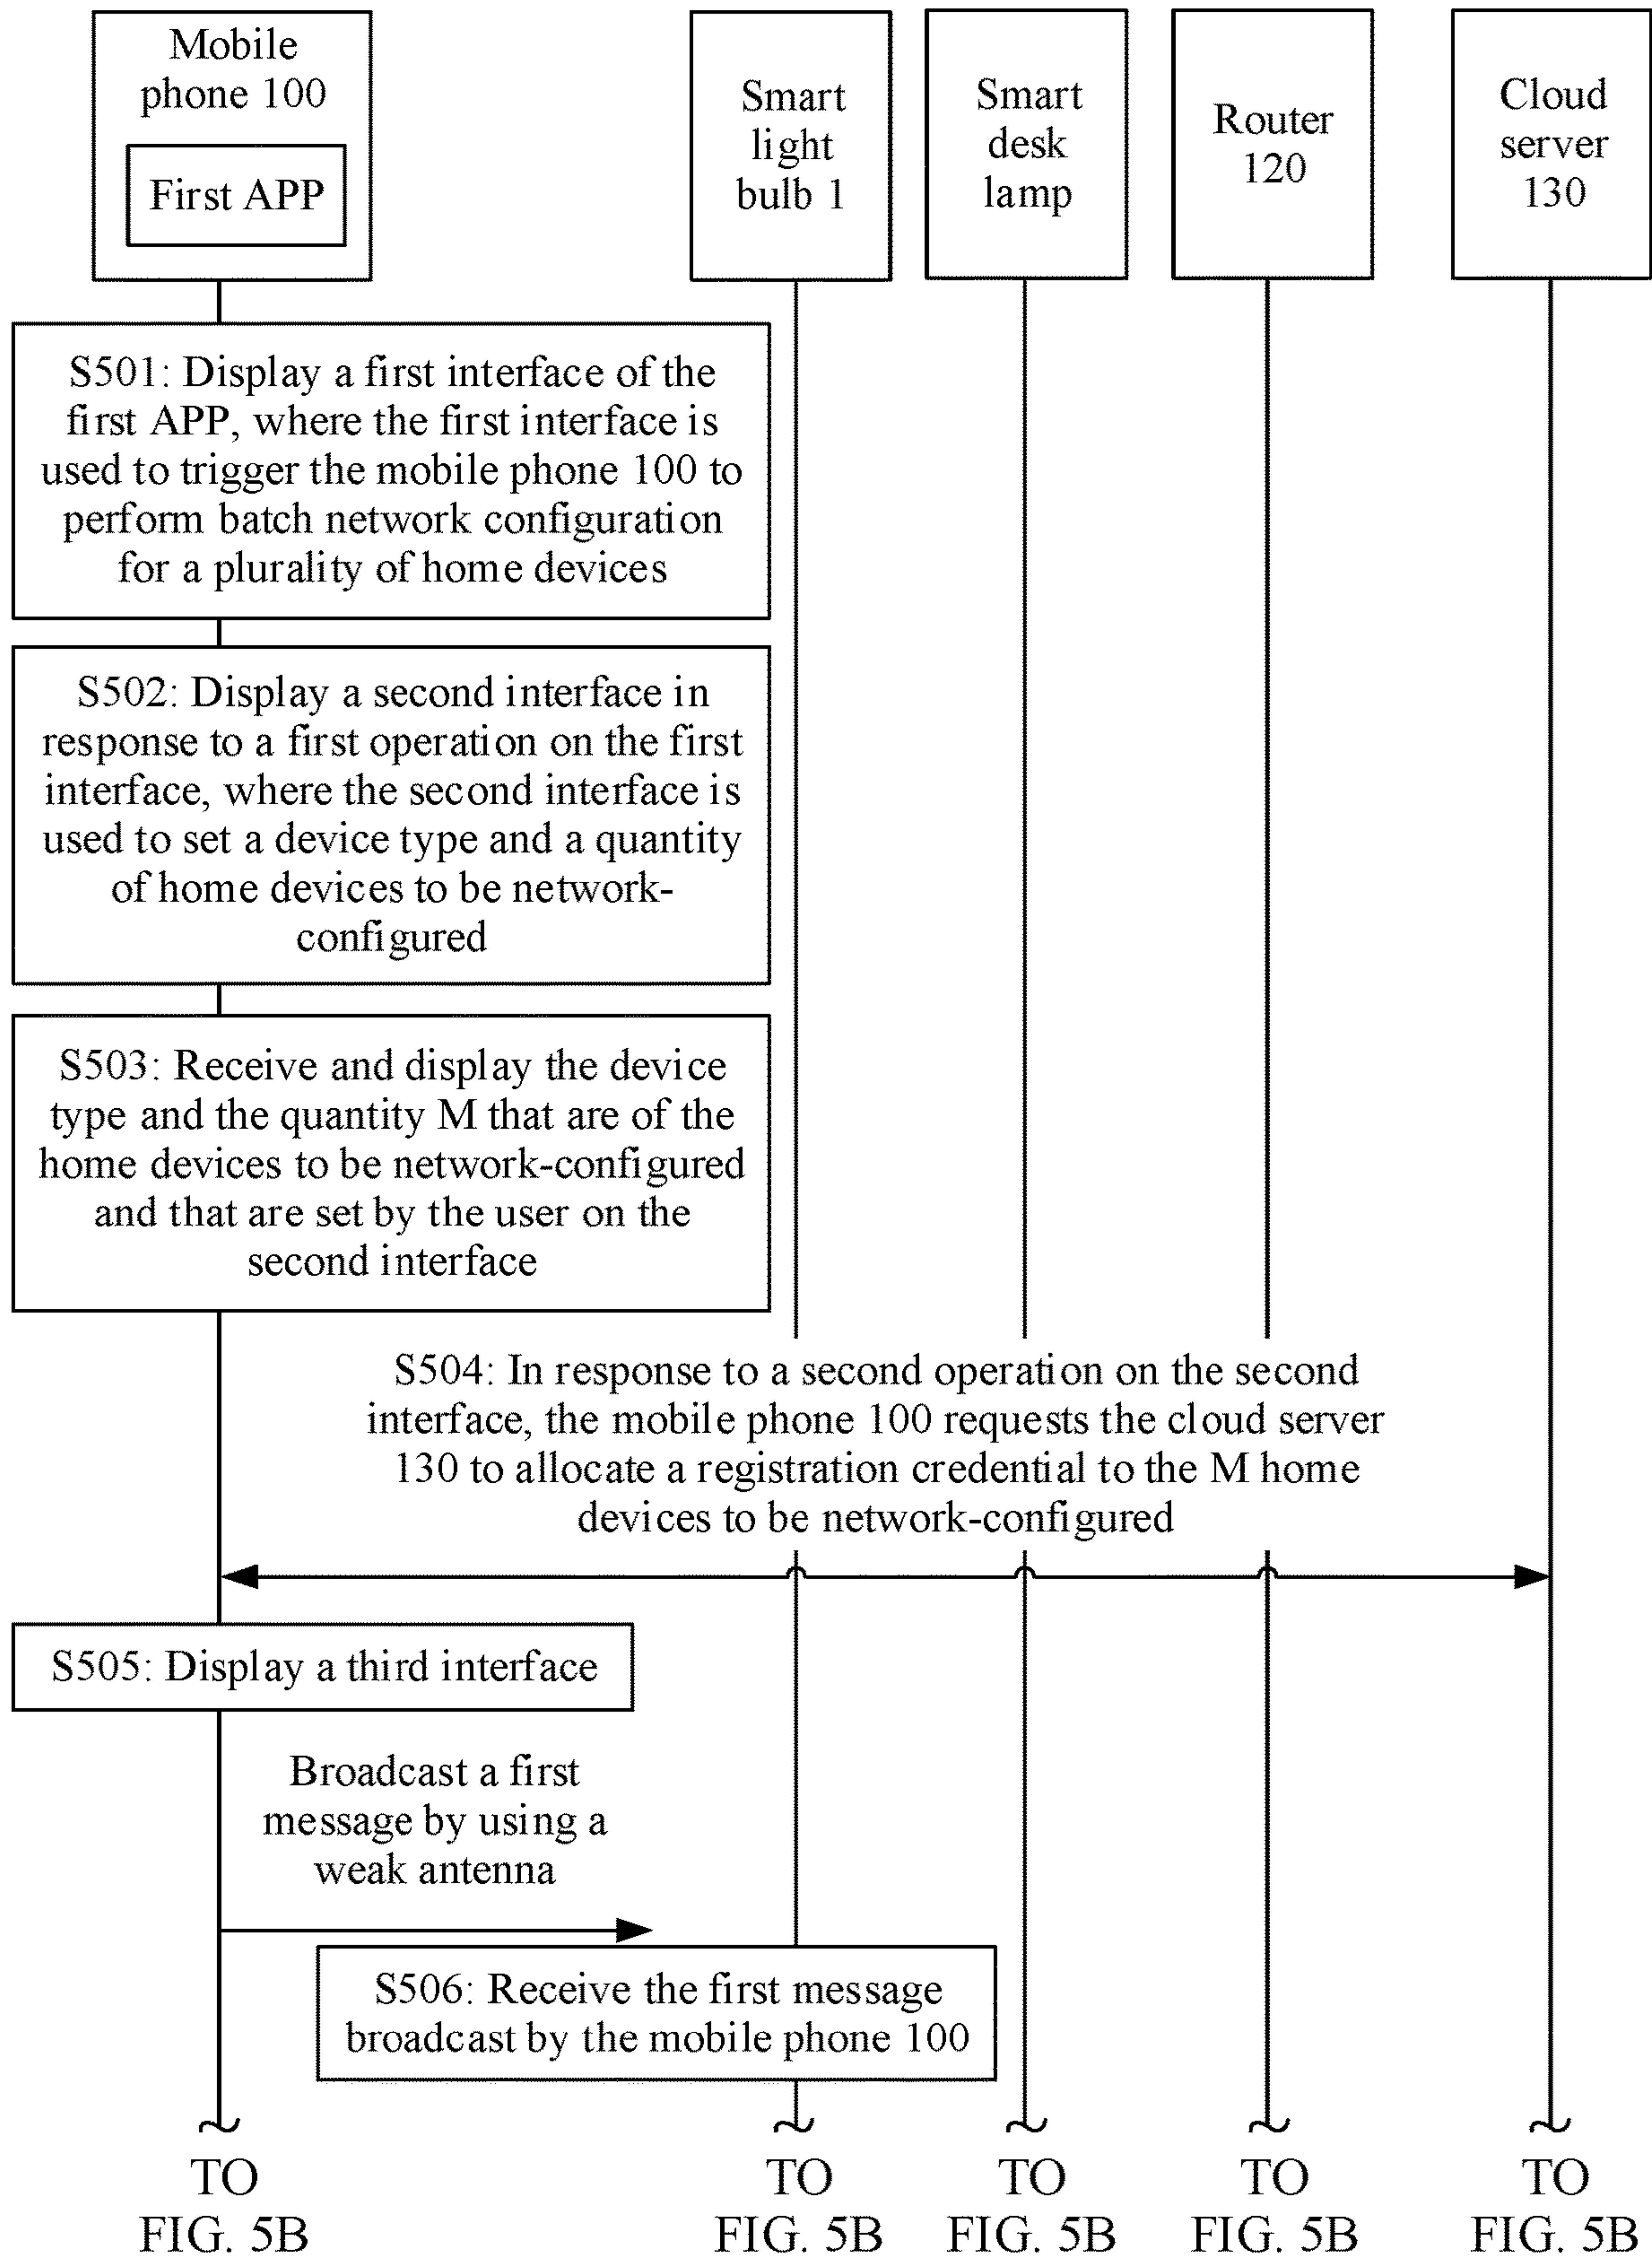 Mobile
phone 100
First APP
Smart
light
bulb 1
Smart
desk
lamp
Router
120
Cloud
server
130
S501: Display a first interface of the
first APP, where the first interface is
used to trigger the mobile phone 100 to
perform batch network configuration
for a plurality of home devices
S502: Display a second interface in
response to a first operation on the first
interface, where the second interface is
used to set a device type and a quantity
of home devices to be network-
configured
S503: Receive and display the device
type and the quantity M that are of the
home devices to be network-configured
and that are set by the user on the
second interface
S504: In response to a second operation on the second
interface, the mobile phone 100 requests the cloud server
130 to allocate a registration credential to the M home
devices to be network-configured
S505: Display a third interface
Broadcast a first
message by using a
weak antenna
S506: Receive the first message
broadcast by the mobile phone 100
TO
FIG. 5B
TO
FIG. 5B
TO
FIG. 5B
TO
FIG. 5B
TO
FIG. 5B